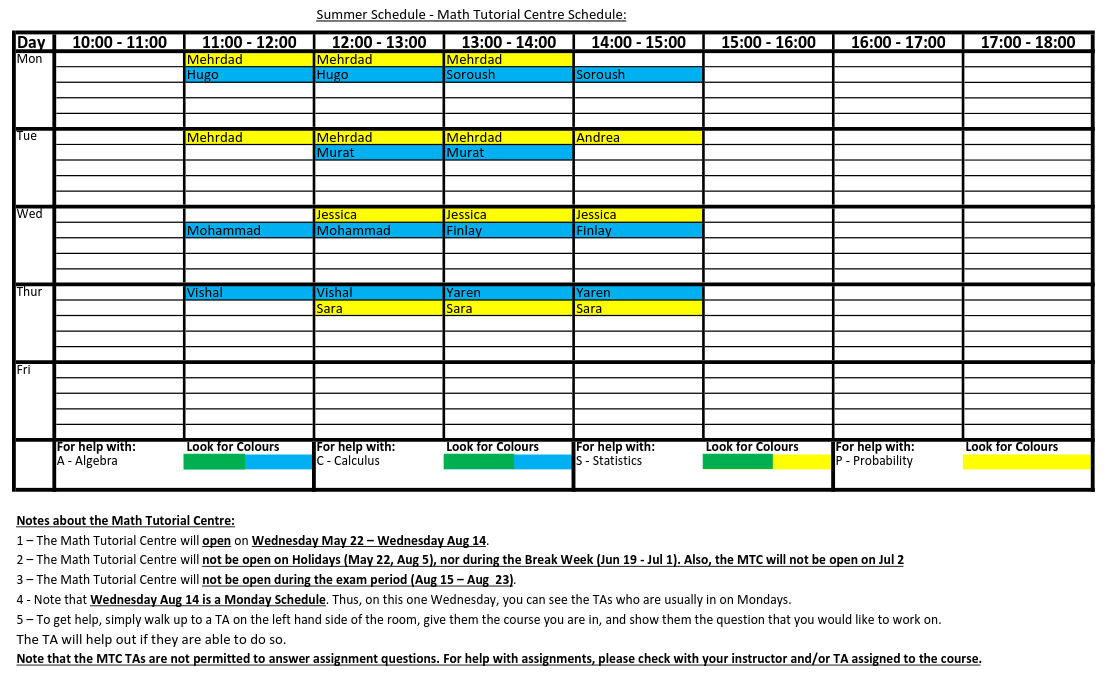 Summer Schedule - Math Tutorial Centre Schedule:
Day 10:00 - 11:00 11:00 - 12:00 12:00 - 13:00 13:00 - 14:00 14:00 - 15:00 15:00 - 16:00 16:00 - 17:00 17:00 - 18:00
Mon Mehrdad Mehrdad Mehrdad
Hugo Hugo Soroush Soroush
Tue Mehrdad Mehrdad Mehrdad Andrea
Murat Murat
Wed Jessica Jessica Jessica
Mohammad Mohammad Finlay Finlay
Thur Vishal Vishal Yaren Yaren
Sara Sara Sara
Fri
For help with: Look for Colours For help with: Look for Colours For help with: Look for Colours For help with: Look for Colours
A - Algebra C - Calculus S - Statistics P - Probability
Notes about the Math Tutorial Centre:
1 – The Math Tutorial Centre will open on Wednesday May 22 – Wednesday Aug 14.
2 – The Math Tutorial Centre will not be open on Holidays (May 22, Aug 5), nor during the Break Week (Jun 19 - Jul 1). Also, the MTC will not be open on Jul 2
3 – The Math Tutorial Centre will not be open during the exam period (Aug 15 – Aug 23).
4 - Note that Wednesday Aug 14 is a Monday Schedule. Thus, on this one Wednesday, you can see the TAs who are usually in on Mondays.
5 – To get help, simply walk up to a TA on the left hand side of the room, give them the course you are in, and show them the question that you would like to work on.
The TA will help out if they are able to do so.
Note that the MTC TAs are not permitted to answer assignment questions. For help with assignments, please check with your instructor and/or TA assigned to the course.